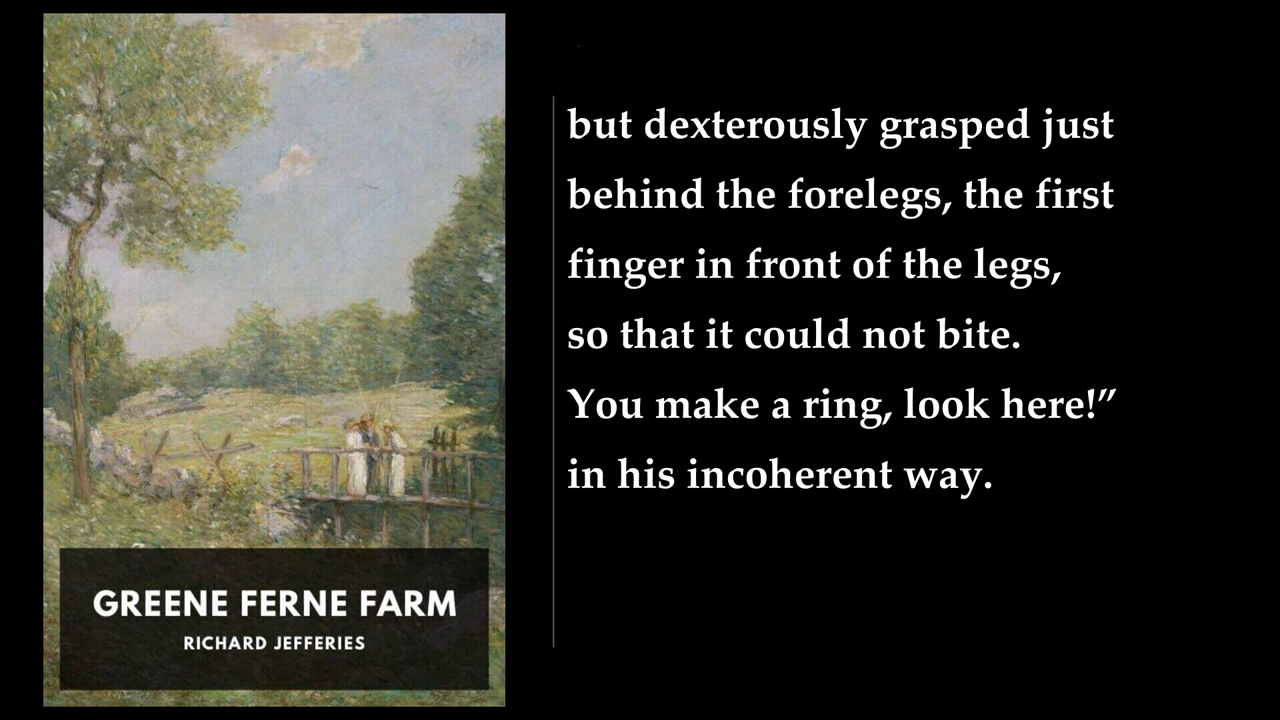 but dexterously grasped just
behind the forelegs, the first
finger in front of the legs,
so that it could not bite.
You make a ring, look here!”
in his incoherent way.
GREENE FERNE FARM
RICHARD JEFFERIES